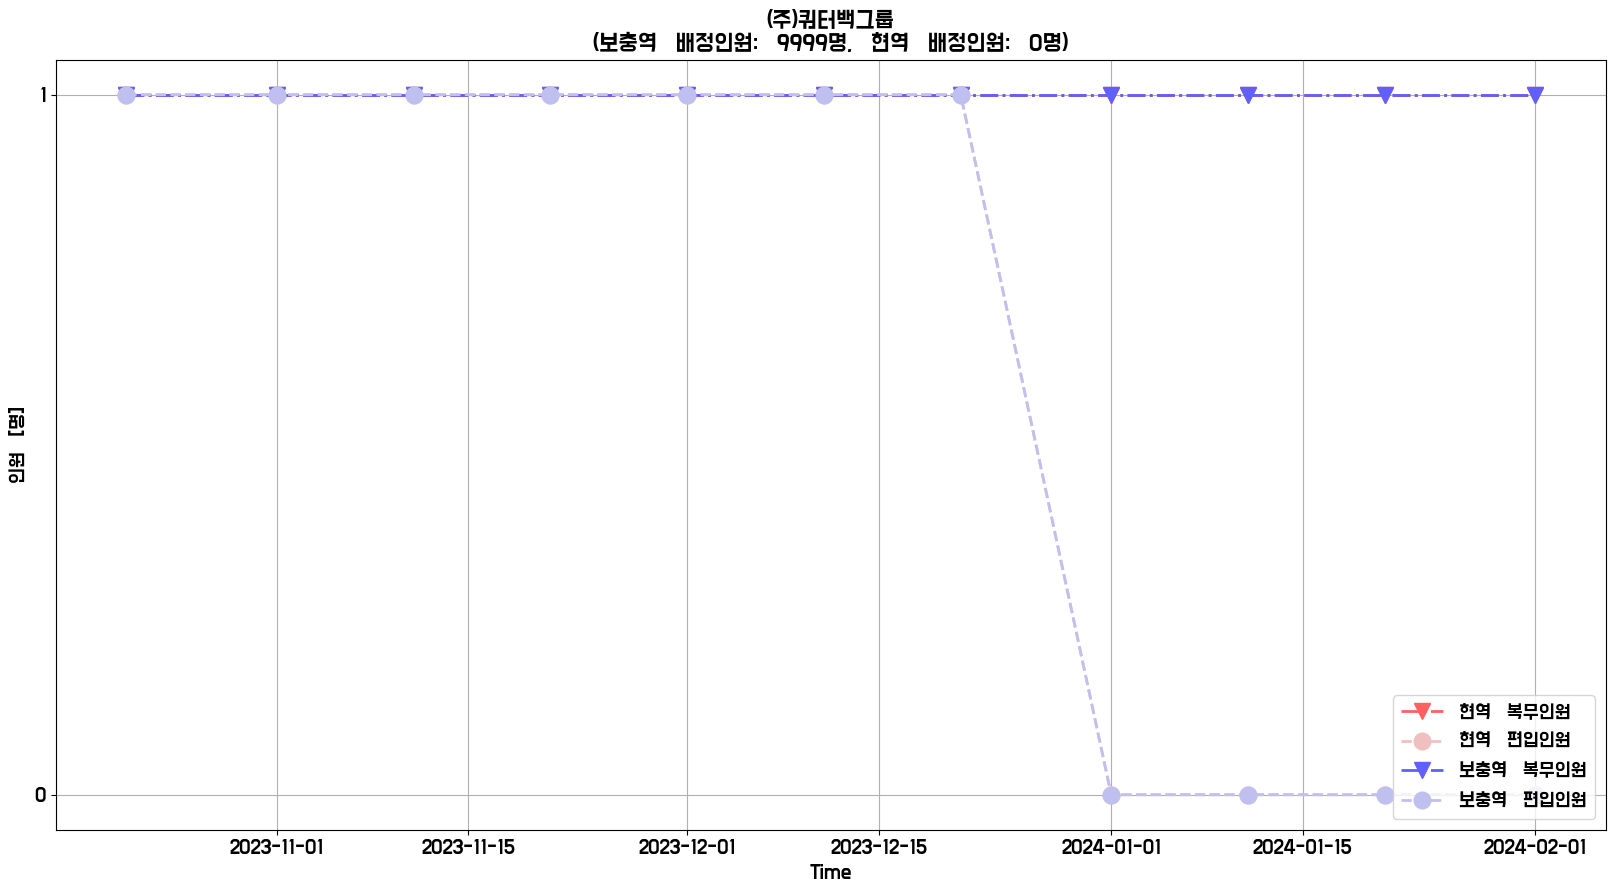 (주)쿼터백그룹
(보충역 배정인원: 9999명, 현역 배정인원: 0명)
인원 [명]
1
0
현역 복무인원
현역 편입인원
보충역 복무인원
보충역 편입인원
2023-11-01 2023-11-15 2023-12-01 2023-12-15 2024-01-01 2024-01-15 2024-02-01
Time